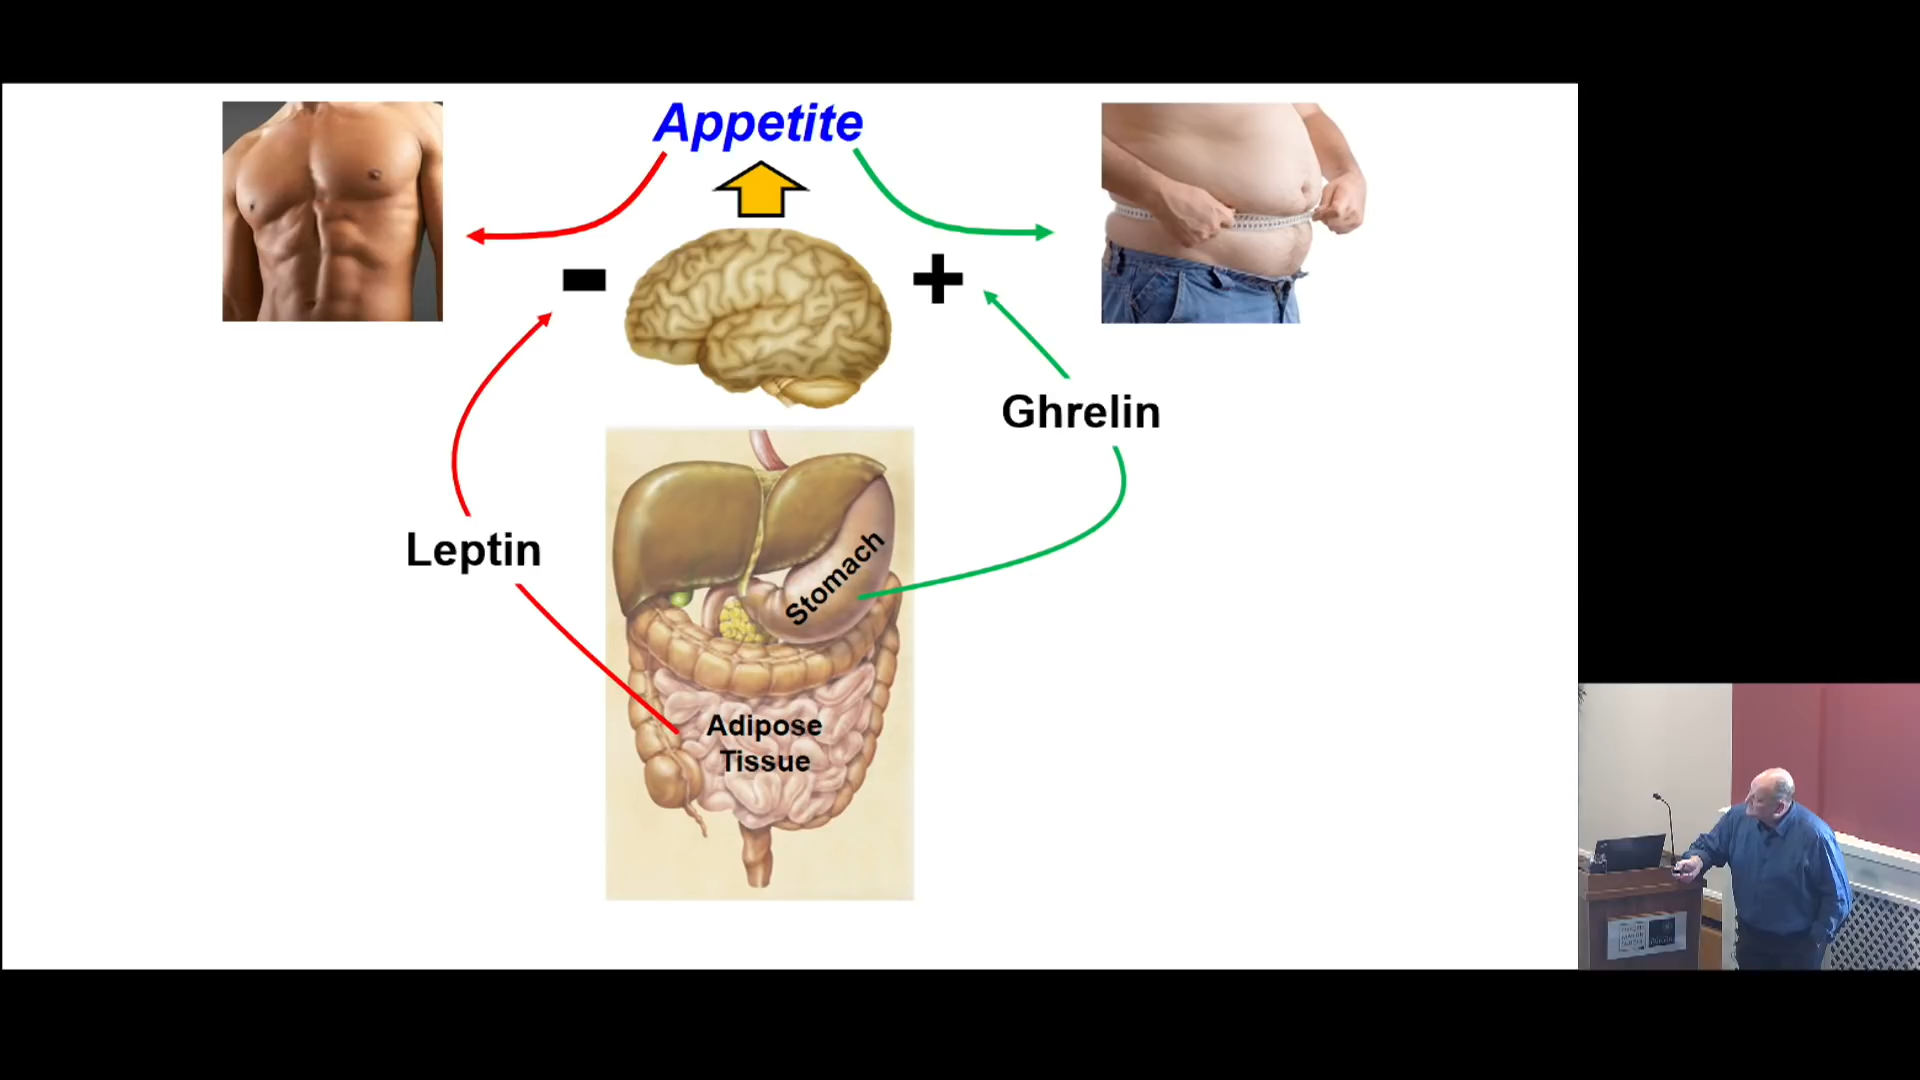 Appetite
-
+
Ghrelin
Leptin
Stomach
Adipose
Tissue